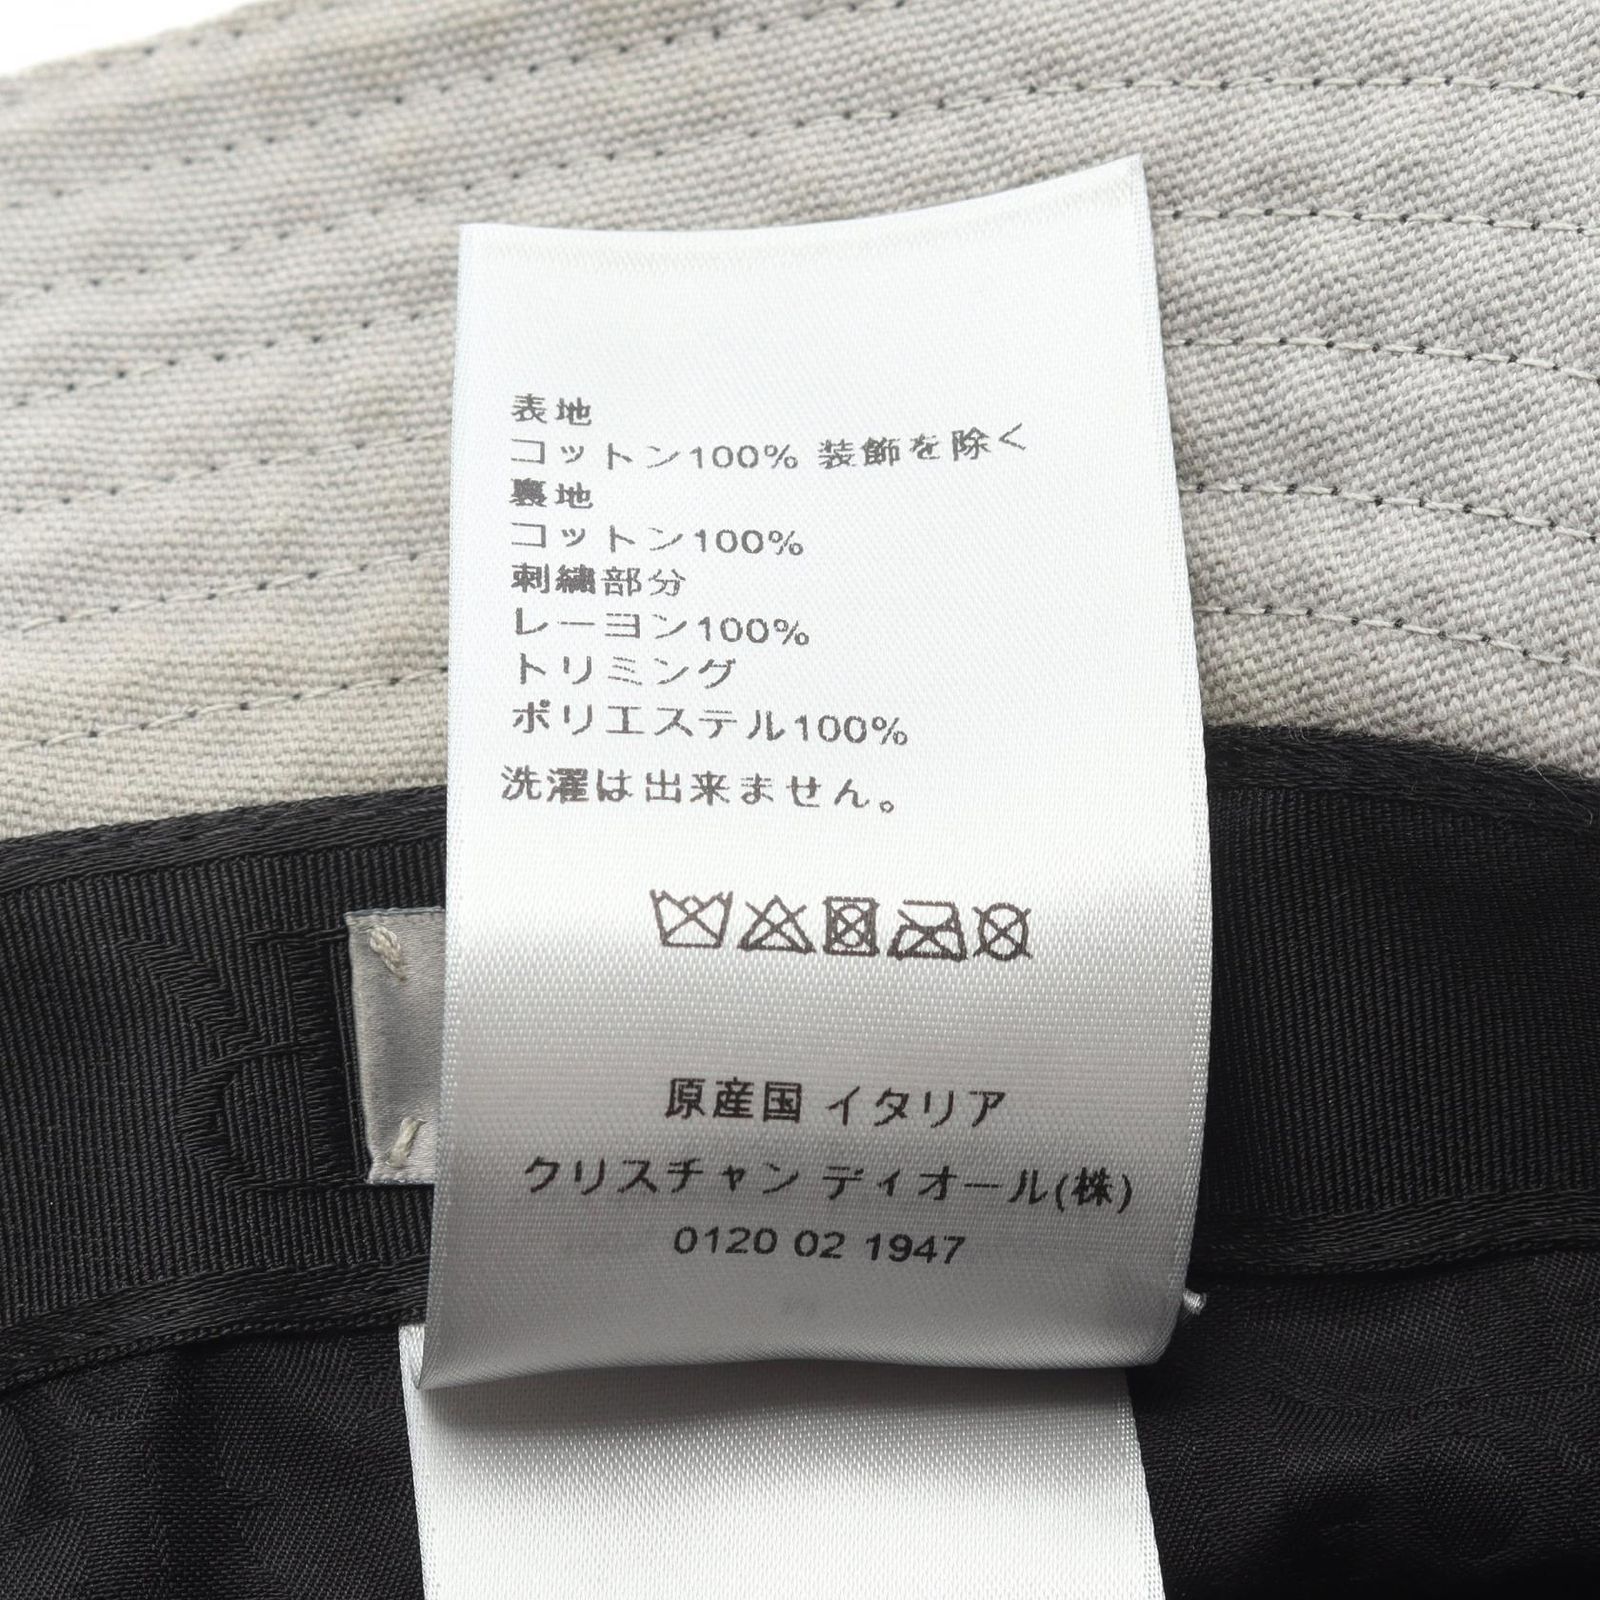 表地
コットン100% 装飾を除く
裏地
コットン100%
刺繍部分
レーヨン100%
トリミング
ポリエステル100%
洗濯は出来ません。
原産国 イタリア
クリスチャン ディオール(株)
0120 02 1947